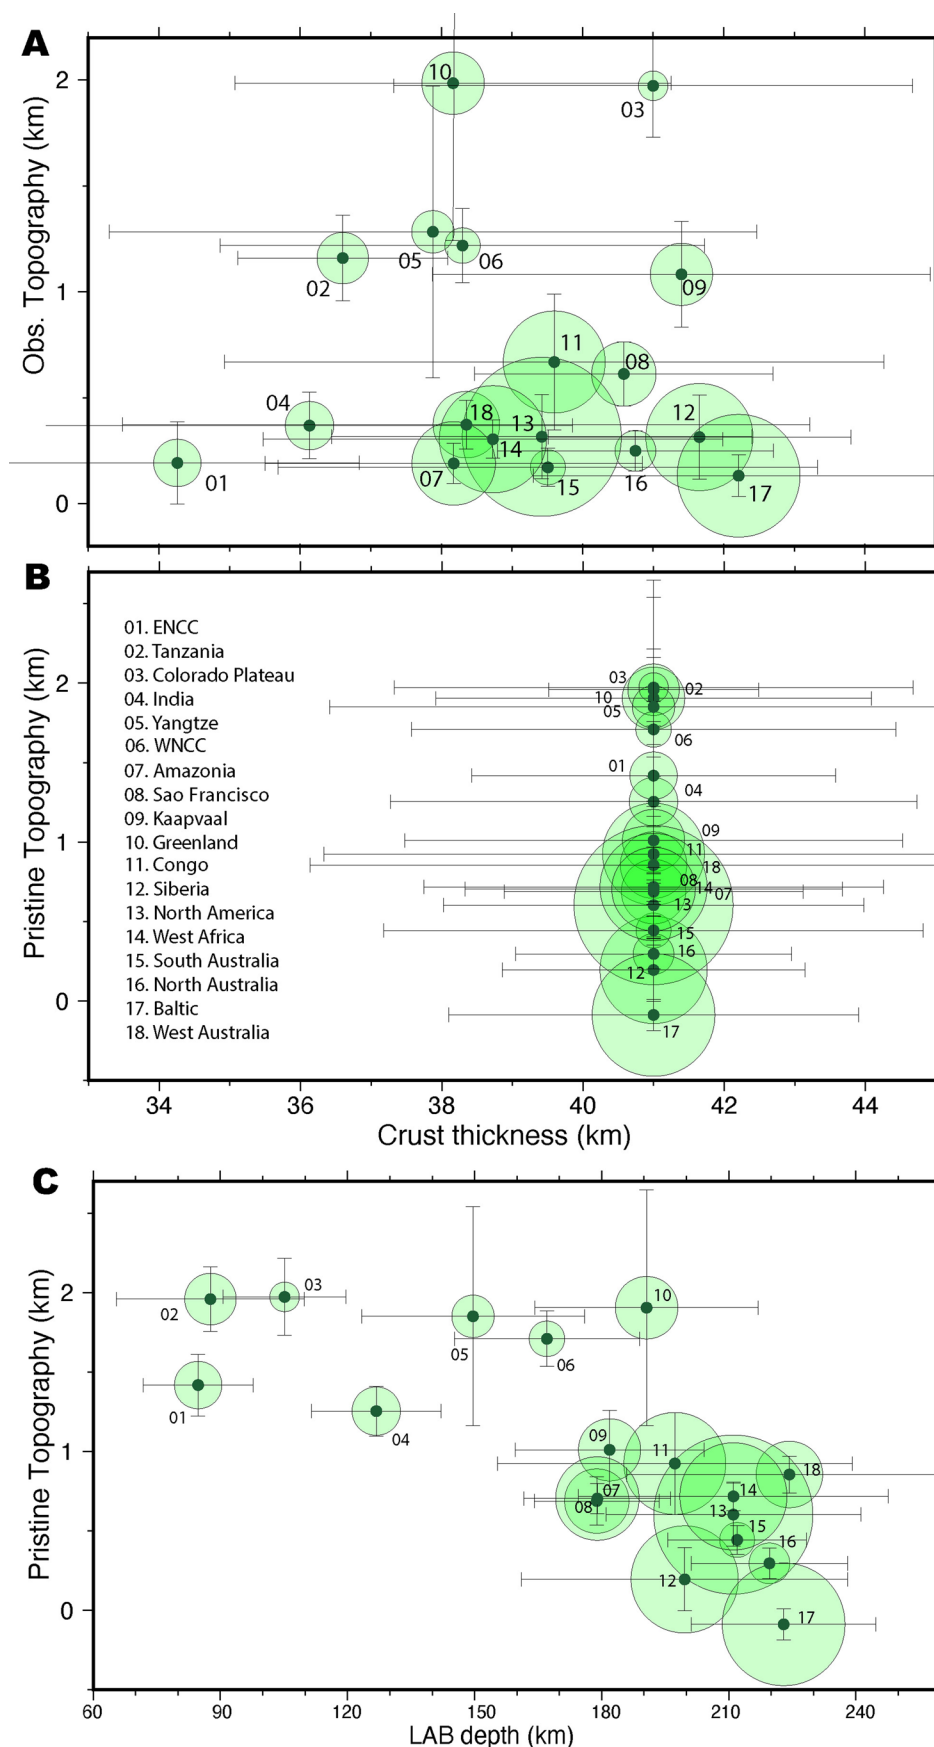 A
Obs. Topography (km)
2
1
0
10
03
05
06
02
09
11
08
04
18
13
12
14
01
07
15
16
17
B
Pristine Topography (km)
2
1
0
01. ENCC
02. Tanzania
03. Colorado Plateau
04. India
05. Yangtze
06. WNCC
07. Amazonia
08. Sao Francisco
09. Kaapvaal
10. Greenland
11. Congo
12. Siberia
13. North America
14. West Africa
15. South Australia
16. North Australia
17. Baltic
18. West Australia
03
02
10
05
06
01
04
09
11
18
08
14
07
13
15
16
12
17
34 36 38 40 42 44
Crust thickness (km)
C
Pristine Topography (km)
2
1
0
02
03
10
05
06
01
04
09
11
18
07
14
08
13
15
16
12
17
60 90 120 150 180 210 240
LAB depth (km)